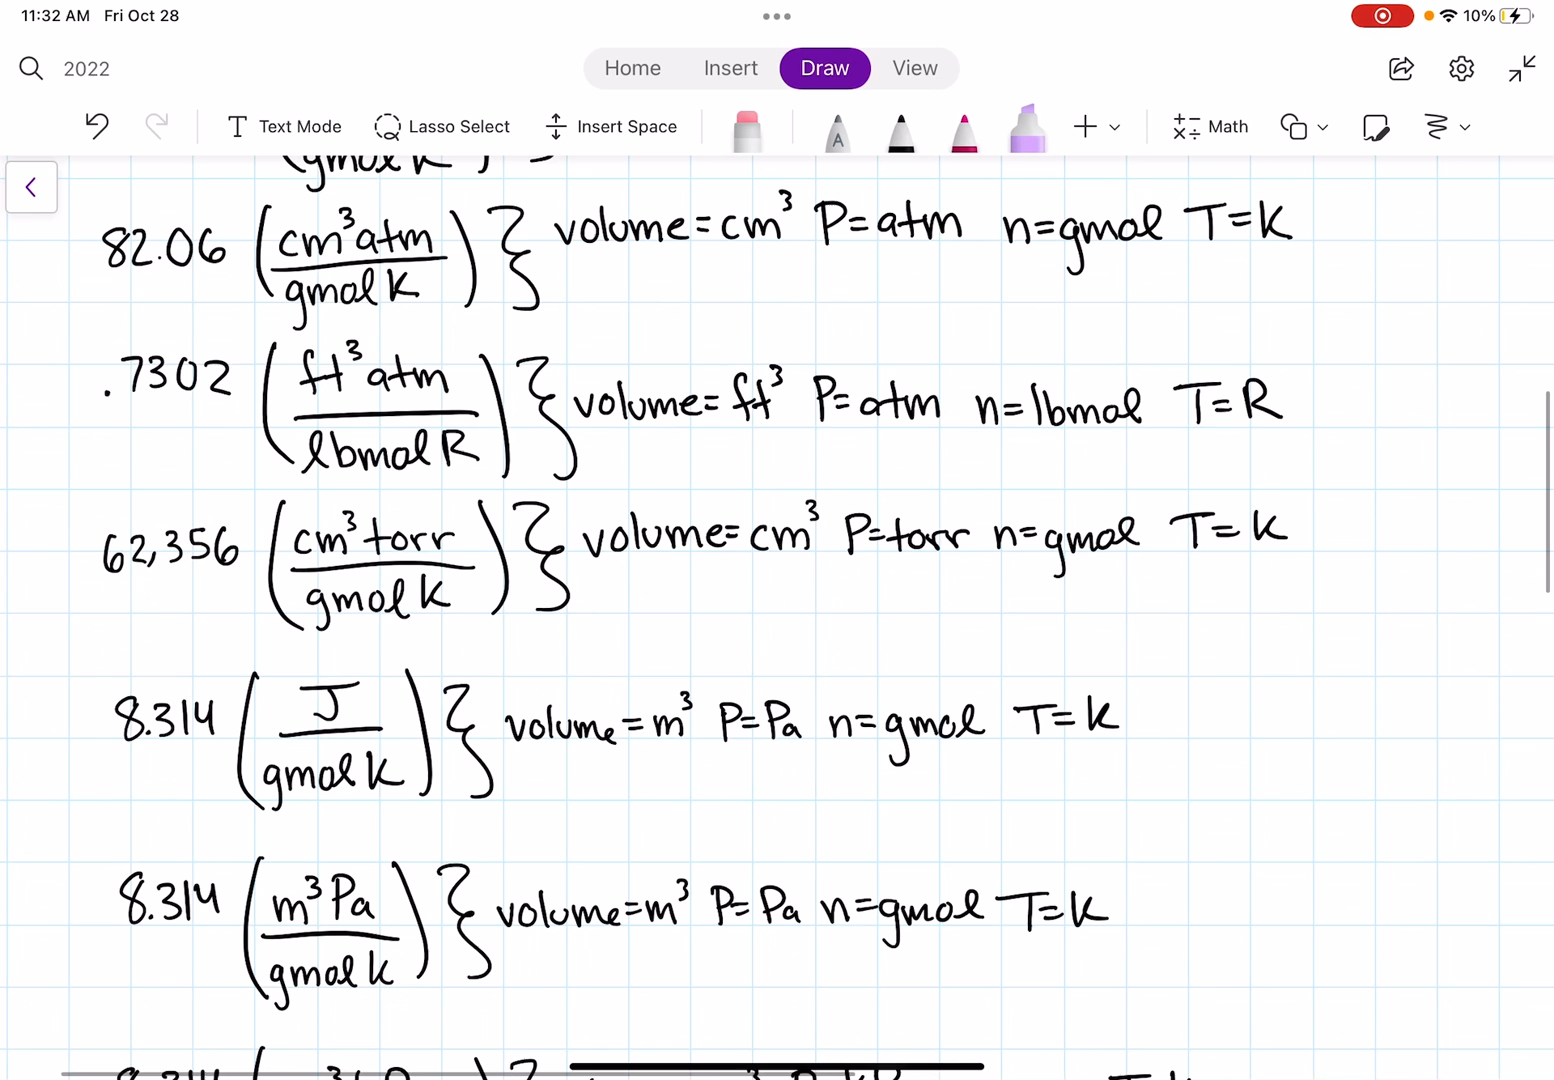 11:32 AM Fri Oct 28
10%
2022
Home Insert Draw View
Text Mode Lasso Select Insert Space A Math
(gmol K)
82.06 (cm³atm / gmol K) } volume=cm³ P=atm n=gmol T=K
.7302 (ft³atm / lbmol R) } volume=ft³ P=atm n=lbmol T=R
62,356 (cm³torr / gmol K) } volume=cm³ P=torr n=gmol T=K
8.314 (J / gmol K) } volume=m³ P=Pa n=gmol T=K
8.314 (m³Pa / gmol K) } volume=m³ P=Pa n=gmol T=K
8.314